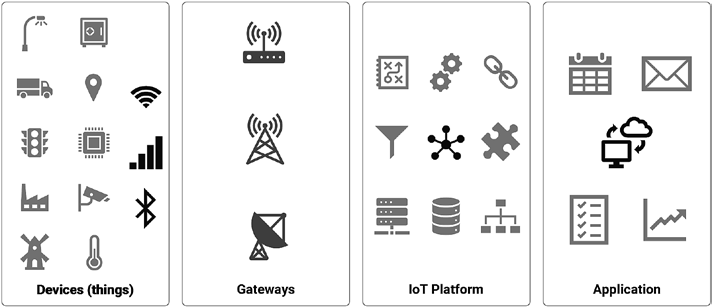 Devices (things)
Gateways
IoT Platform
Application